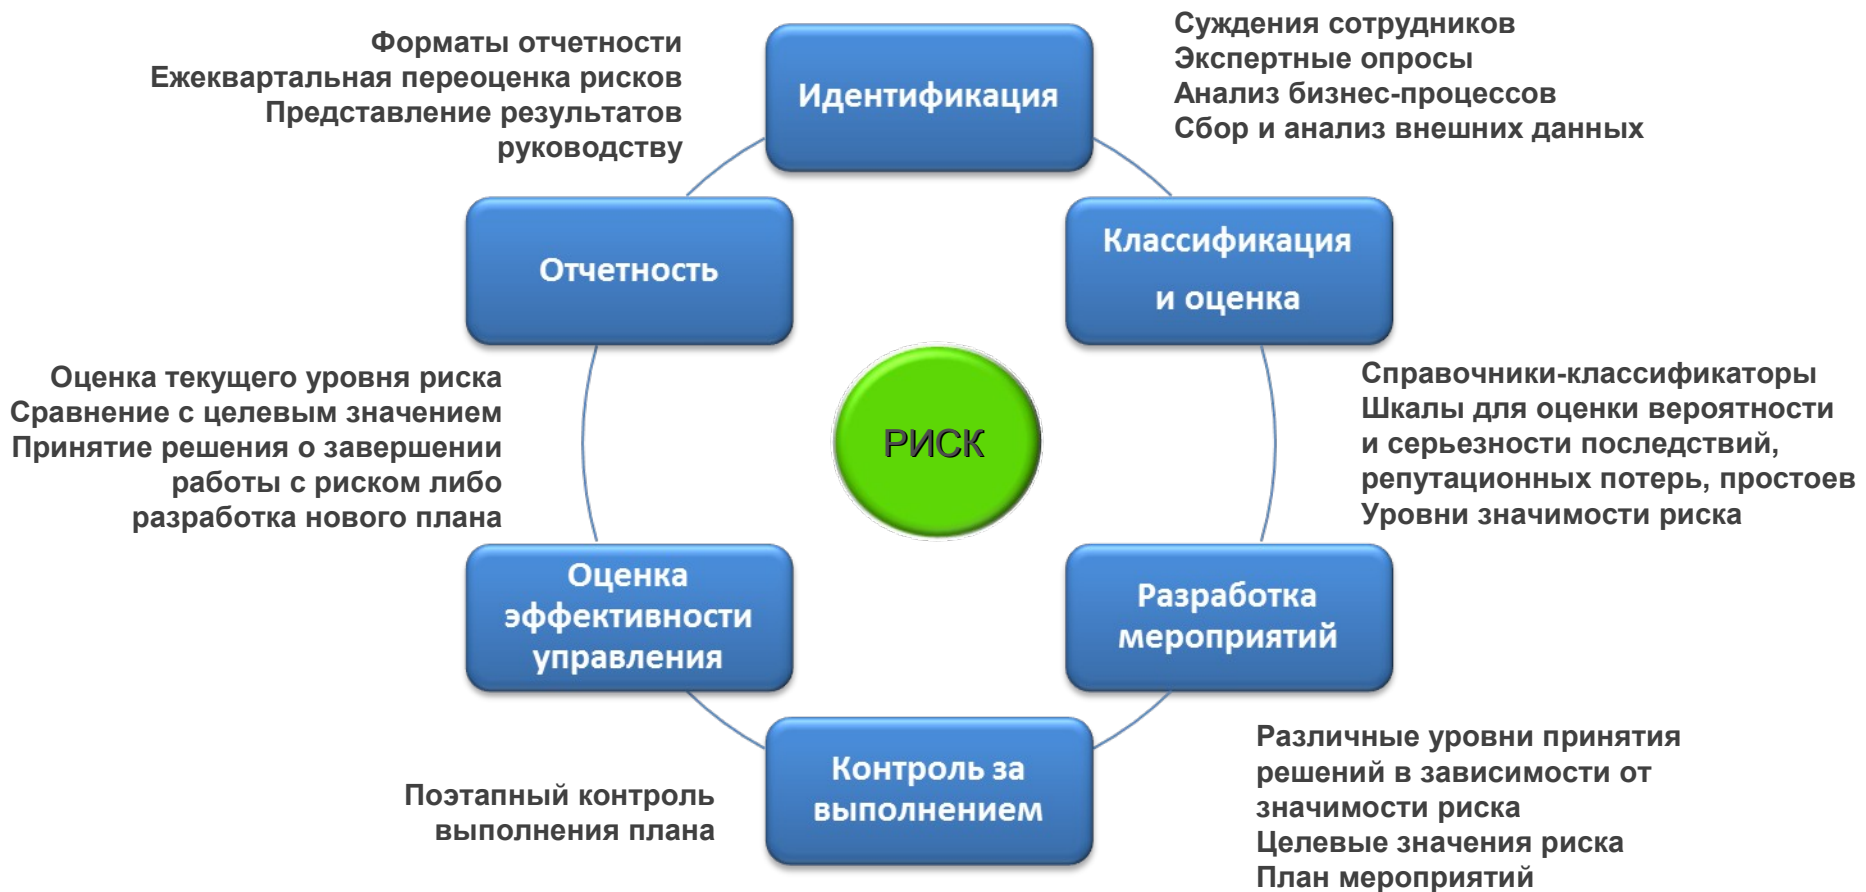 Форматы отчетности
Ежеквартальная переоценка рисков
Представление результатов
руководству
Идентификация
Суждения сотрудников
Экспертные опросы
Анализ бизнес-процессов
Сбор и анализ внешних данных
Отчетность
Классификация
и оценка
Оценка текущего уровня риска
Сравнение с целевым значением
Принятие решения о завершении
работы с риском либо
разработка нового плана
РИСК
Справочники-классификаторы
Шкалы для оценки вероятности
и серьезности последствий,
репутационных потерь, простоев
Уровни значимости риска
Оценка
эффективности
управления
Разработка
мероприятий
Поэтапный контроль
выполнения плана
Контроль за
выполнением
Различные уровни принятия
решений в зависимости от
значимости риска
Целевые значения риска
План мероприятий